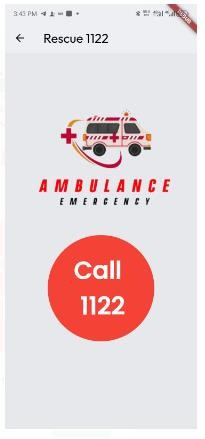 3:43 PM
Rescue 1122
AMBULANCE
EMERGENCY
Call
1122